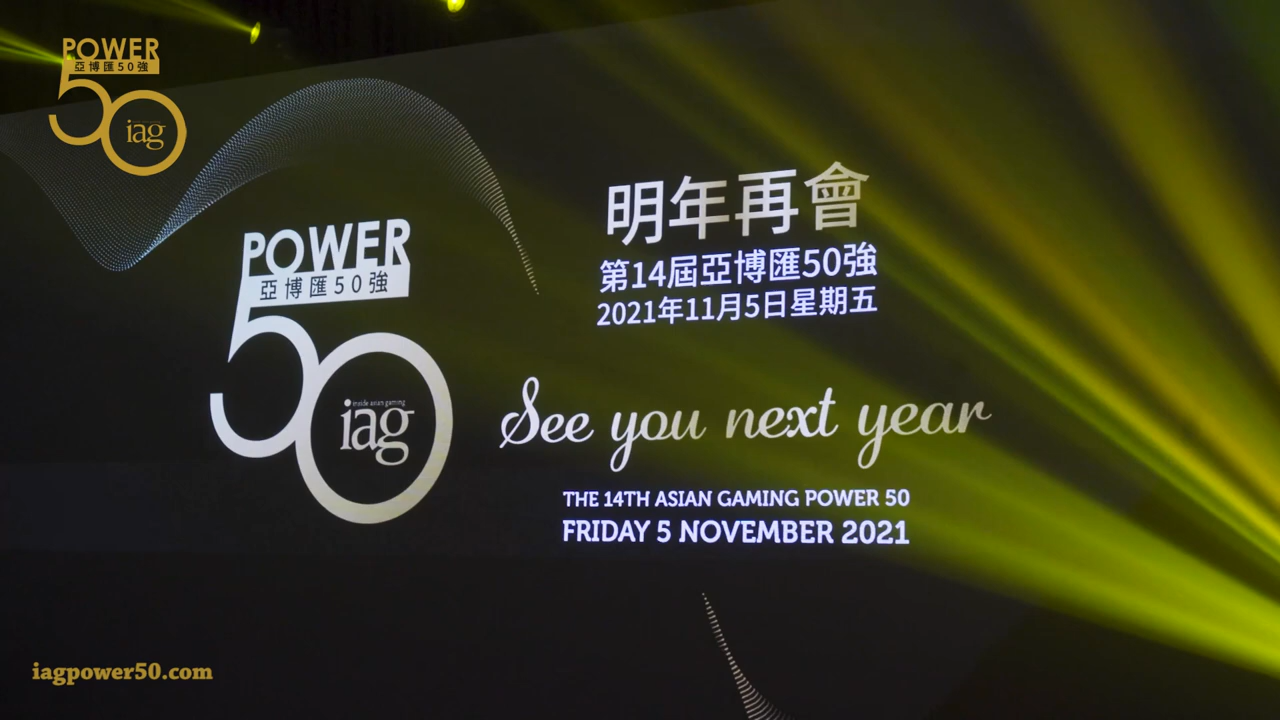 POWER
亞博匯50強
50
iag
POWER
亞博匯50強
50
inside asian gaming
iag
明年再會
第14屆亞博匯50強
2021年11月5日星期五
See you next year
THE 14TH ASIAN GAMING POWER 50
FRIDAY 5 NOVEMBER 2021
iagpower50.com